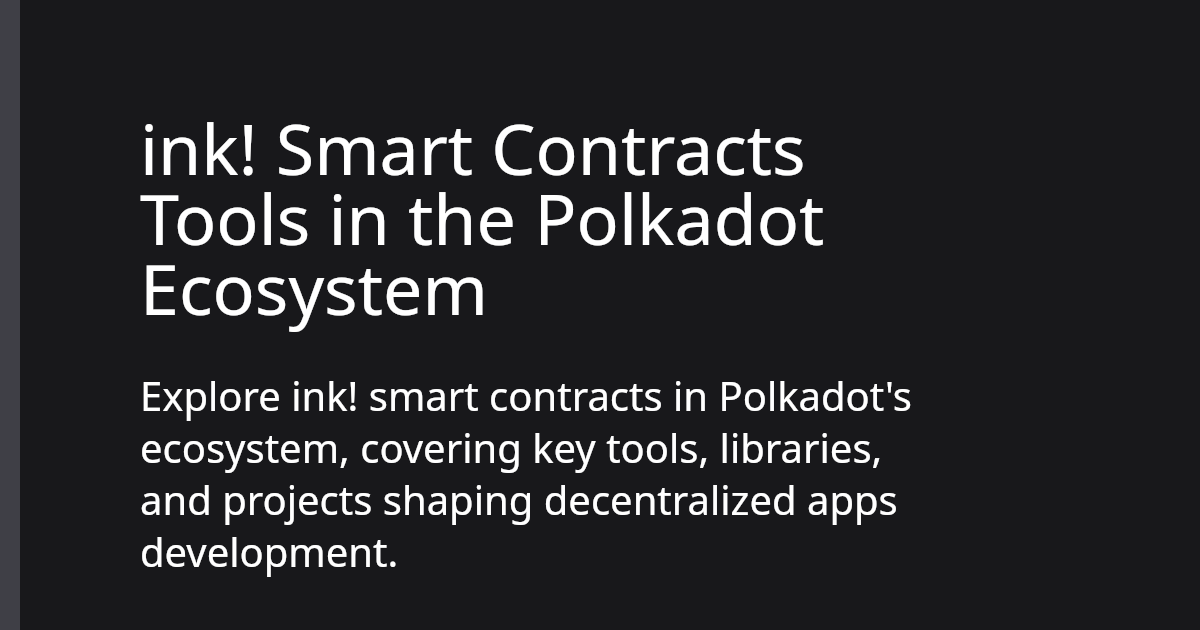 ink! Smart Contracts
Tools in the Polkadot
Ecosystem
Explore ink! smart contracts in Polkadot's
ecosystem, covering key tools, libraries,
and projects shaping decentralized apps
development.